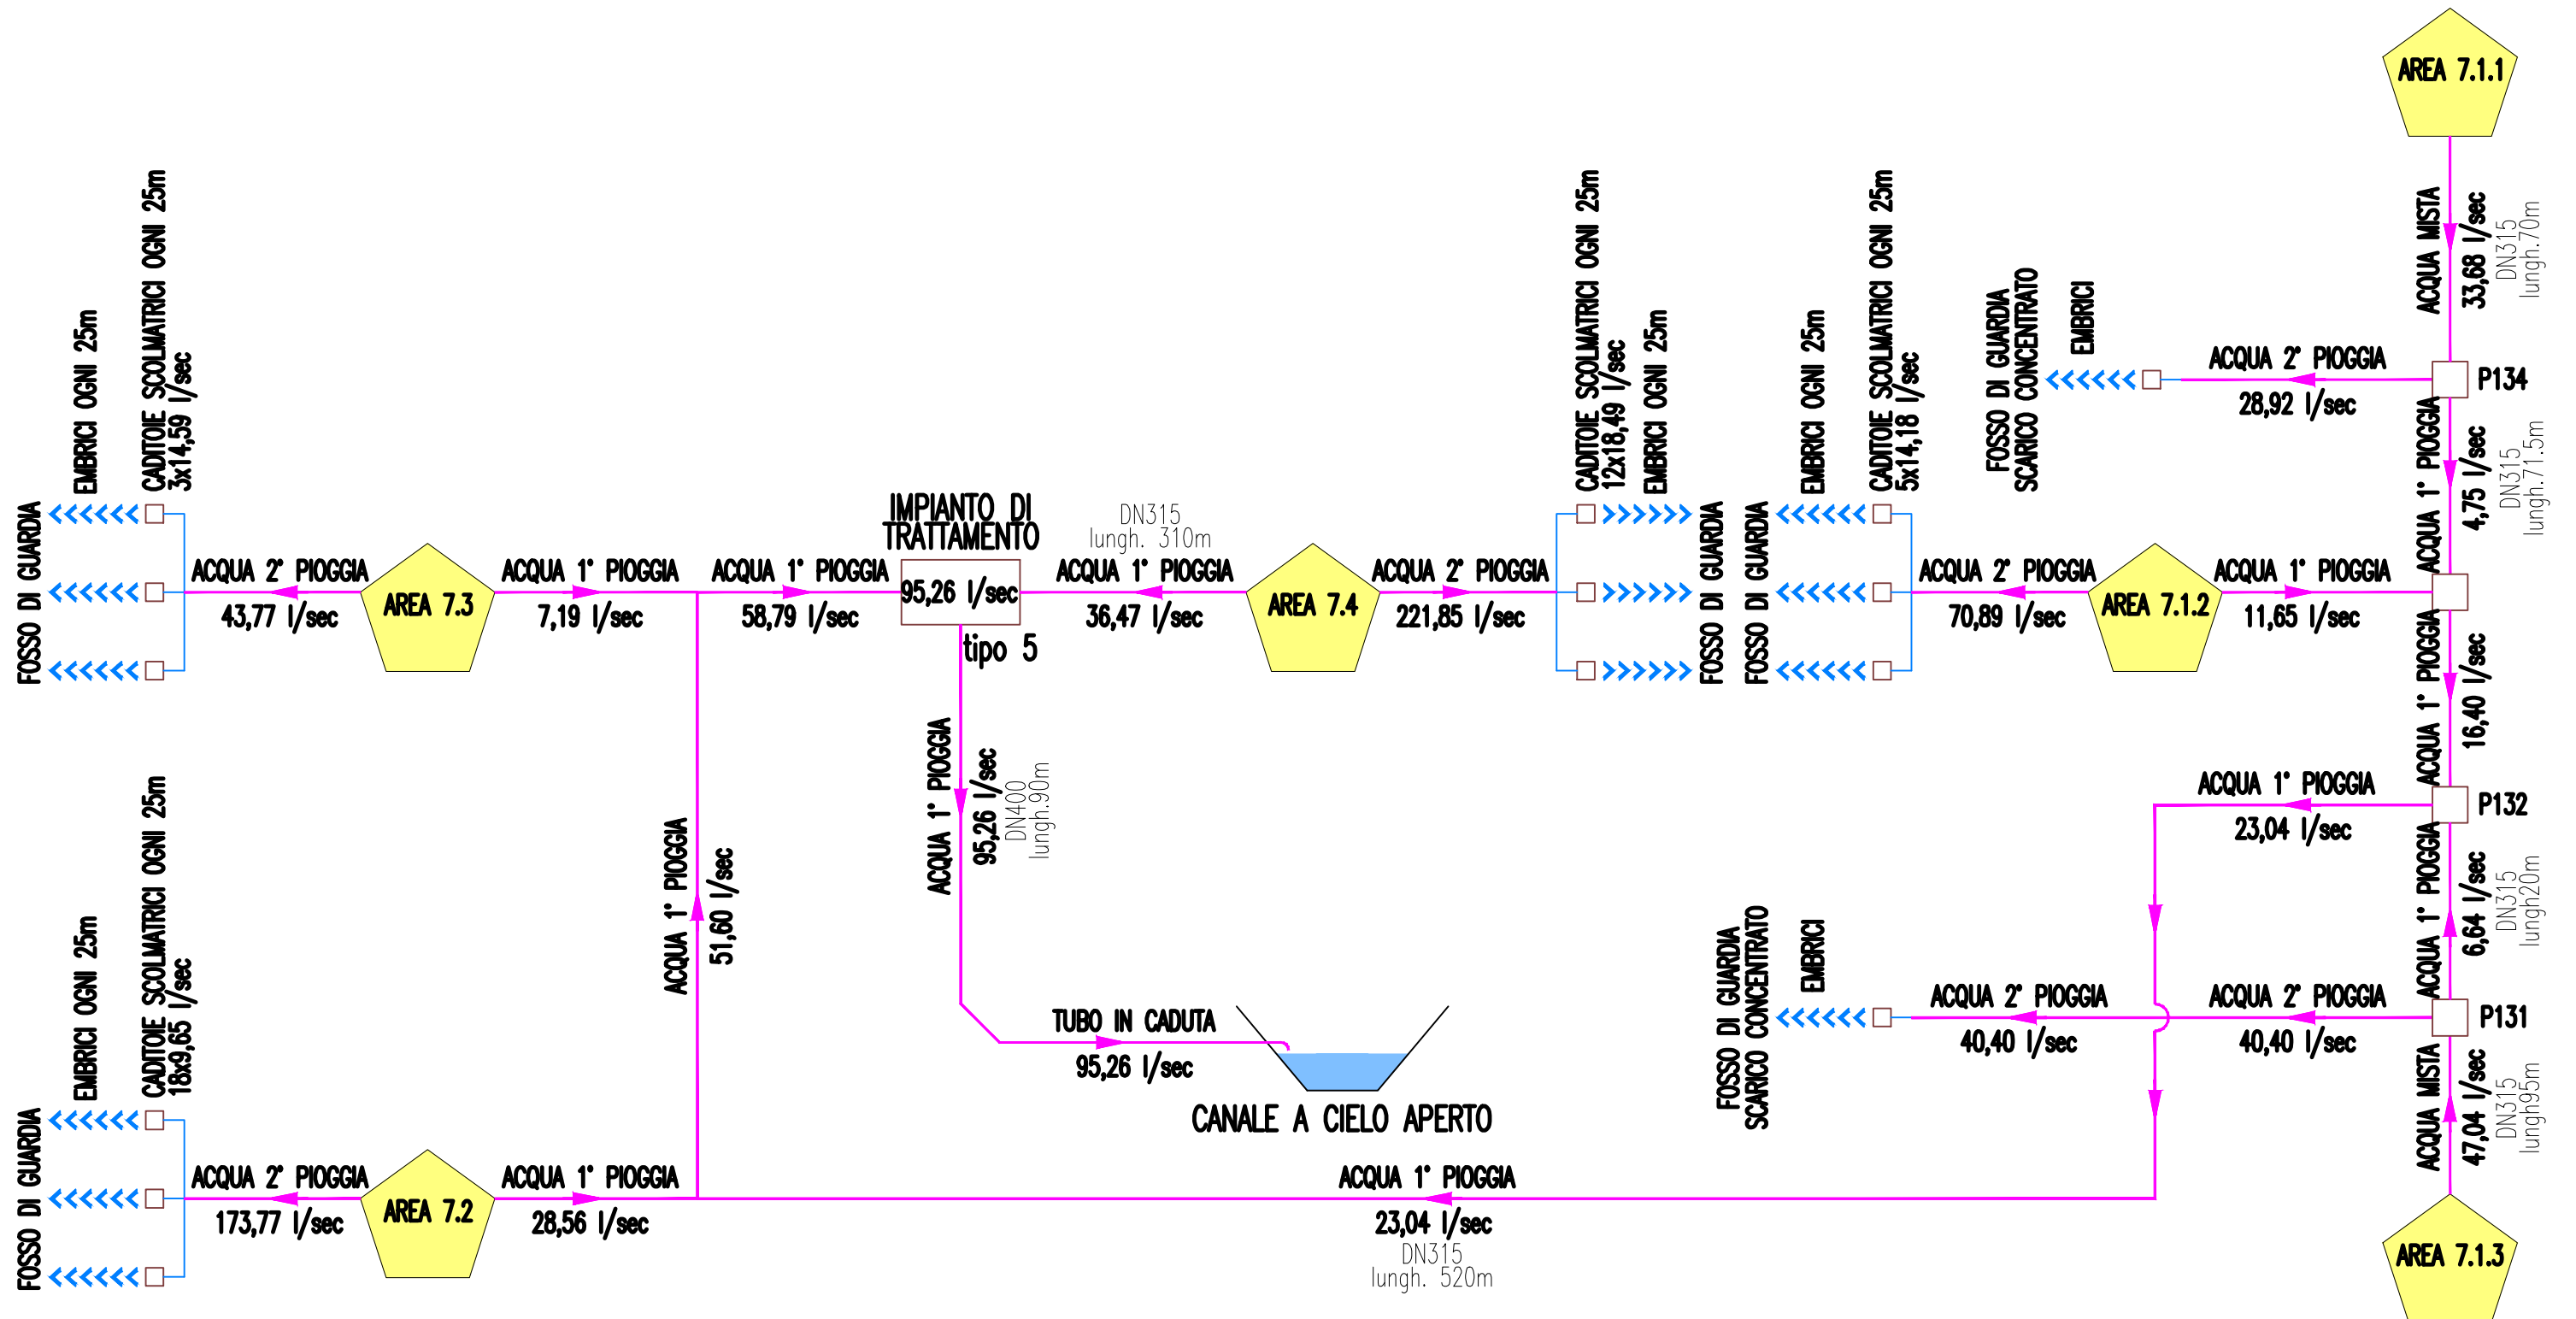 AREA 7.1.1
ACQUA MISTA
33,68 l/sec
DN315
lungh.70m
FOSSO DI GUARDIA
SCARICO CONCENTRATO
EMBRICI
ACQUA 2° PIOGGIA
28,92 l/sec
P134
ACQUA 1° PIOGGIA
4,75 l/sec
DN315
lungh.71.5m
FOSSO DI GUARDIA
EMBRICI OGNI 25m
CADITOIE SCOLMATRICI OGNI 25m
3x14,59 l/sec
ACQUA 2° PIOGGIA
43,77 l/sec
AREA 7.3
ACQUA 1° PIOGGIA
7,19 l/sec
ACQUA 1° PIOGGIA
58,79 l/sec
IMPIANTO DI
TRATTAMENTO
95,26 l/sec
tipo 5
DN315
lungh. 310m
ACQUA 1° PIOGGIA
36,47 l/sec
AREA 7.4
ACQUA 2° PIOGGIA
221,85 l/sec
CADITOIE SCOLMATRICI OGNI 25m
12x18,49 l/sec
EMBRICI OGNI 25m
FOSSO DI GUARDIA
FOSSO DI GUARDIA
EMBRICI OGNI 25m
CADITOIE SCOLMATRICI OGNI 25m
5x14,18 l/sec
ACQUA 2° PIOGGIA
70,89 l/sec
AREA 7.1.2
ACQUA 1° PIOGGIA
11,65 l/sec
ACQUA 1° PIOGGIA
16,40 l/sec
ACQUA 1° PIOGGIA
95,26 l/sec
DN400
lungh.90m
ACQUA 1° PIOGGIA
51,60 l/sec
ACQUA 1° PIOGGIA
23,04 l/sec
P132
ACQUA 1° PIOGGIA
6,64 l/sec
DN315
lungh20m
TUBO IN CADUTA
95,26 l/sec
CANALE A CIELO APERTO
FOSSO DI GUARDIA
SCARICO CONCENTRATO
EMBRICI
ACQUA 2° PIOGGIA
40,40 l/sec
ACQUA 2° PIOGGIA
40,40 l/sec
P131
ACQUA MISTA
47,04 l/sec
DN315
lungh95m
FOSSO DI GUARDIA
EMBRICI OGNI 25m
CADITOIE SCOLMATRICI OGNI 25m
18x9,65 l/sec
ACQUA 2° PIOGGIA
173,77 l/sec
AREA 7.2
ACQUA 1° PIOGGIA
28,56 l/sec
ACQUA 1° PIOGGIA
23,04 l/sec
DN315
lungh. 520m
AREA 7.1.3